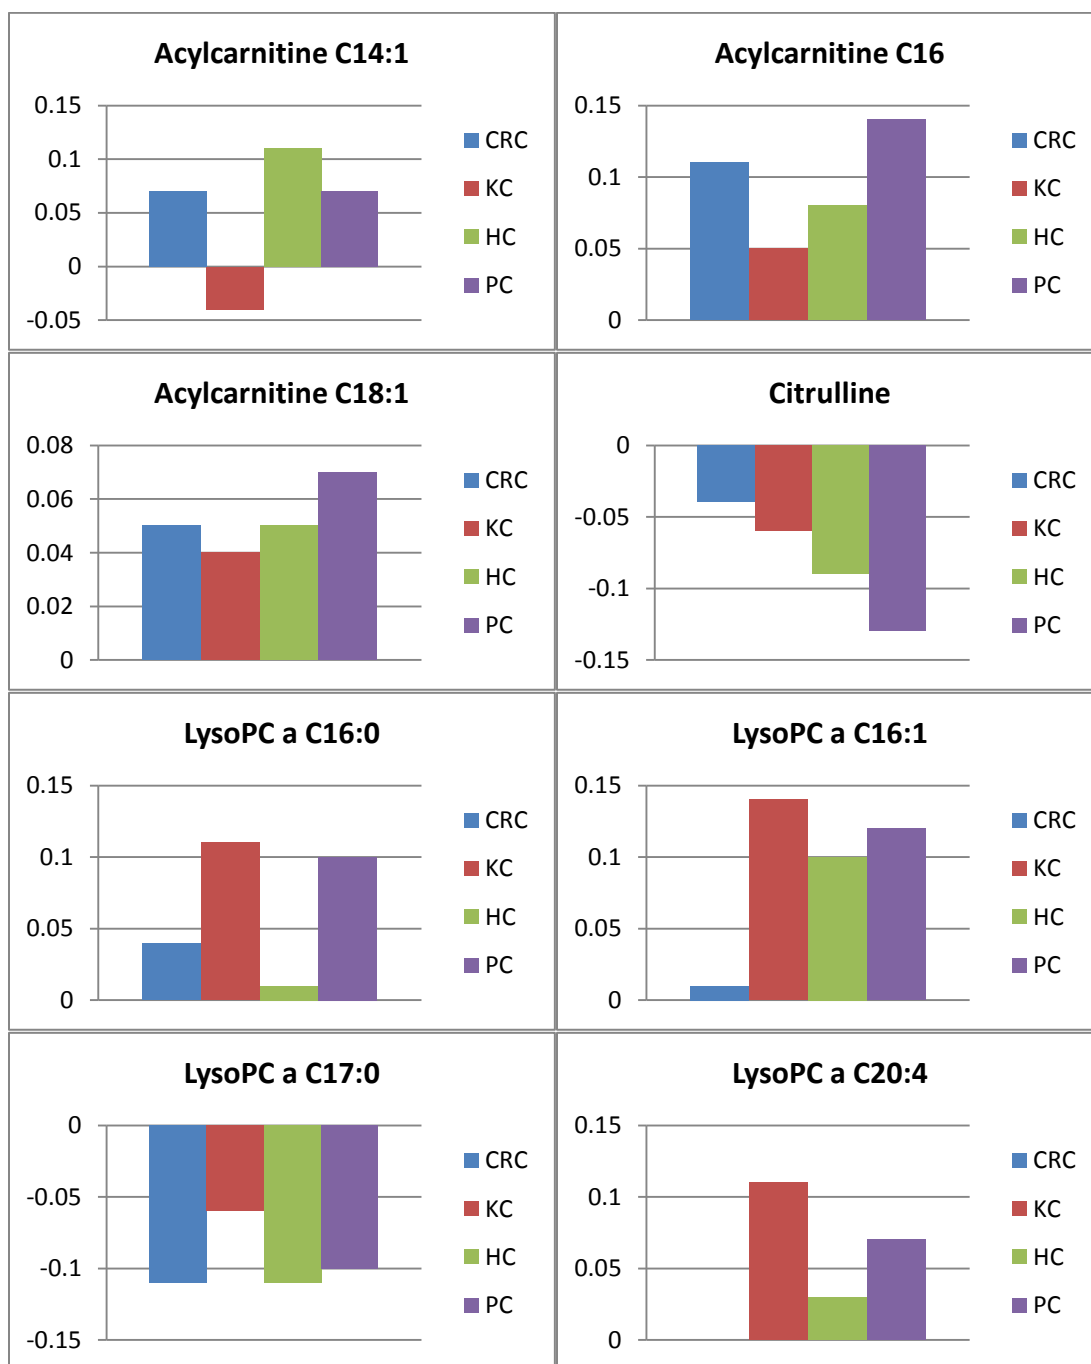 Acylcarnitine C14:1
0.15
0.1
0.05
0
-0.05
CRC
KC
HC
PC
Acylcarnitine C16
0.15
0.1
0.05
0
CRC
KC
HC
PC
Acylcarnitine C18:1
0.08
0.06
0.04
0.02
0
CRC
KC
HC
PC
Citrulline
0
-0.05
-0.1
-0.15
CRC
KC
HC
PC
LysoPC a C16:0
0.15
0.1
0.05
0
CRC
KC
HC
PC
LysoPC a C16:1
0.15
0.1
0.05
0
CRC
KC
HC
PC
LysoPC a C17:0
0
-0.05
-0.1
-0.15
CRC
KC
HC
PC
LysoPC a C20:4
0.15
0.1
0.05
0
CRC
KC
HC
PC